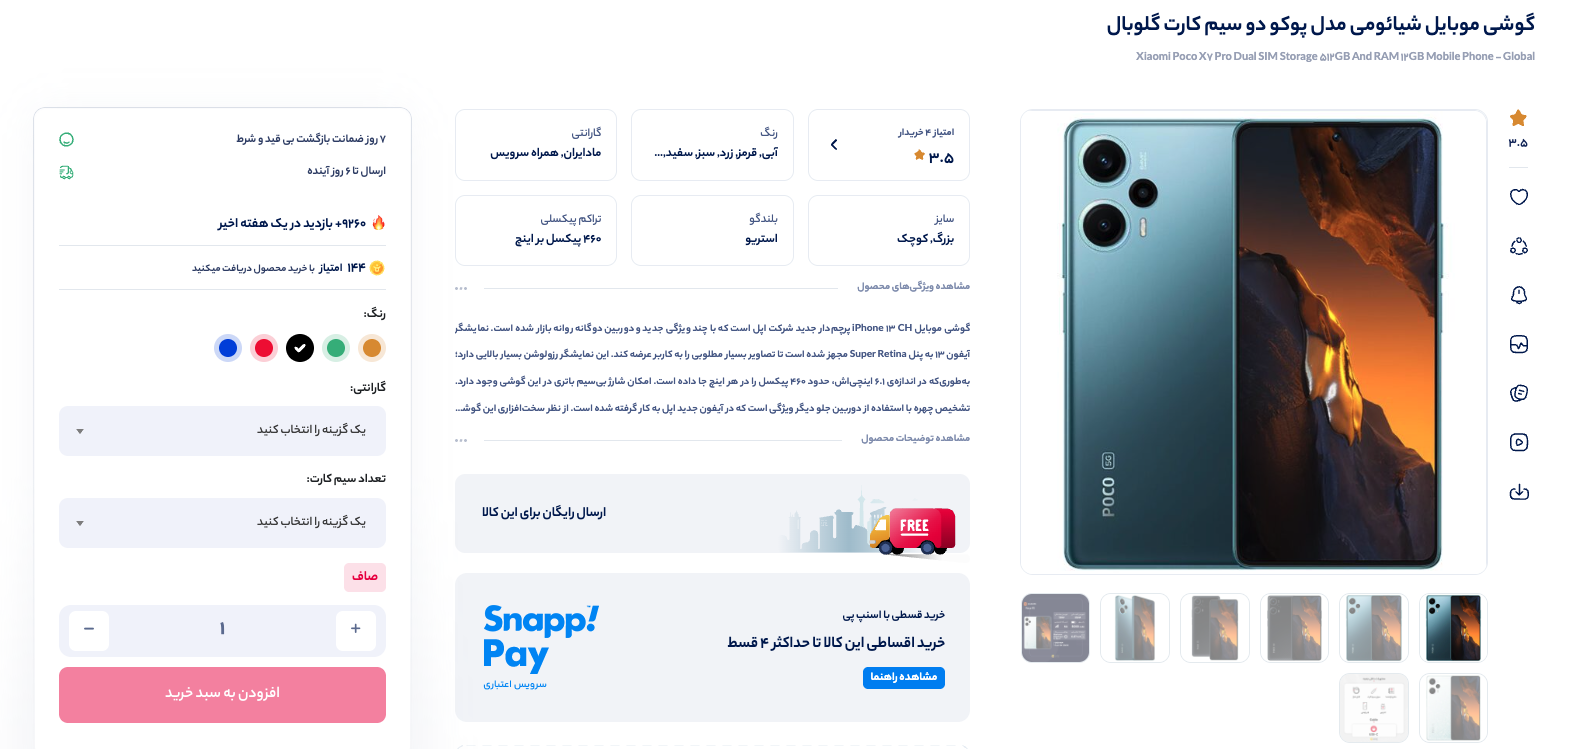 گوشی موبایل شیائومی مدل پوکو دو سیم کارت گلوبال
Xiaomi Poco X۷ Pro Dual SIM Storage ۵۱۲GB And RAM ۱۲GB Mobile Phone – Global
۳.۵
POCO 5G
امتیاز ۴ خریدار
۳.۵
رنگ
آبی, قرمز, زرد, سبز, سفید,...
گارانتی
مادایران, همراه سرویس
سایز
بزرگ, کوچک
بلندگو
استریو
تراکم پیکسلی
۴۶۰ پیکسل بر اینچ
مشاهده ویژگی‌های محصول
گوشی موبایل iPhone ۱۳ CH پرچم‌دار جدید شرکت اپل است که با چند ویژگی جدید و دوربین دوگانه روانه بازار شده است. نمایشگر
آیفون ۱۳ به پنل Super Retina مجهز شده است تا تصاویر بسیار مطلوبی را به کاربر عرضه کند. این نمایشگر رزولوشن بسیار بالایی دارد؛
به‌طوری‌که در اندازه‌ی ۶.۱ اینچی‌اش، حدود ۴۶۰ پیکسل را در هر اینچ جا داده است. امکان شارژ بی‌سیم باتری در این گوشی وجود دارد.
تشخیص چهره با استفاده از دوربین جلو دیگر ویژگی است که در آیفون جدید اپل به کار گرفته شده است. از نظر سخت‌افزاری این گوش...
مشاهده توضیحات محصول
ارسال رایگان برای این کالا
FREE
خرید قسطی با اسنپ پی
خرید اقساطی این کالا تا حداکثر ۴ قسط
مشاهده راهنما
Snapp!
Pay
سرویس اعتباری
۷ روز ضمانت بازگشت بی قید و شرط
ارسال تا ۶ روز آینده
۹۲۶۰+ بازدید در یک هفته اخیر
۱۴۴ امتیاز با خرید محصول دریافت میکنید
رنگ:
گارانتی:
یک گزینه را انتخاب کنید
تعداد سیم کارت:
یک گزینه را انتخاب کنید
صاف
+
۱
−
افزودن به سبد خرید